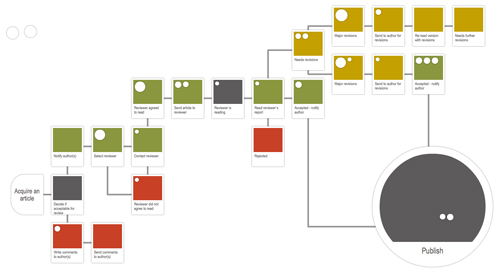 Major revisions
Send to author for
revisions
Re-read version
with revisions
Needs further
revisions
Needs revisions
Major revisions
Send to author for
revisions
Accepted - notify
author
Reviewer agreed
to read
Send article to
reviewer
Reviewer is
reading
Read reviewer's
report
Accepted - notify
author
Notify author(s)
Select reviewer
Contact reviewer
Rejected
Acquire an
article
Decide if
acceptable for
review
Reviewer did not
agree to read
Write comments
to author(s)
Send comments
to author(s)
Publish